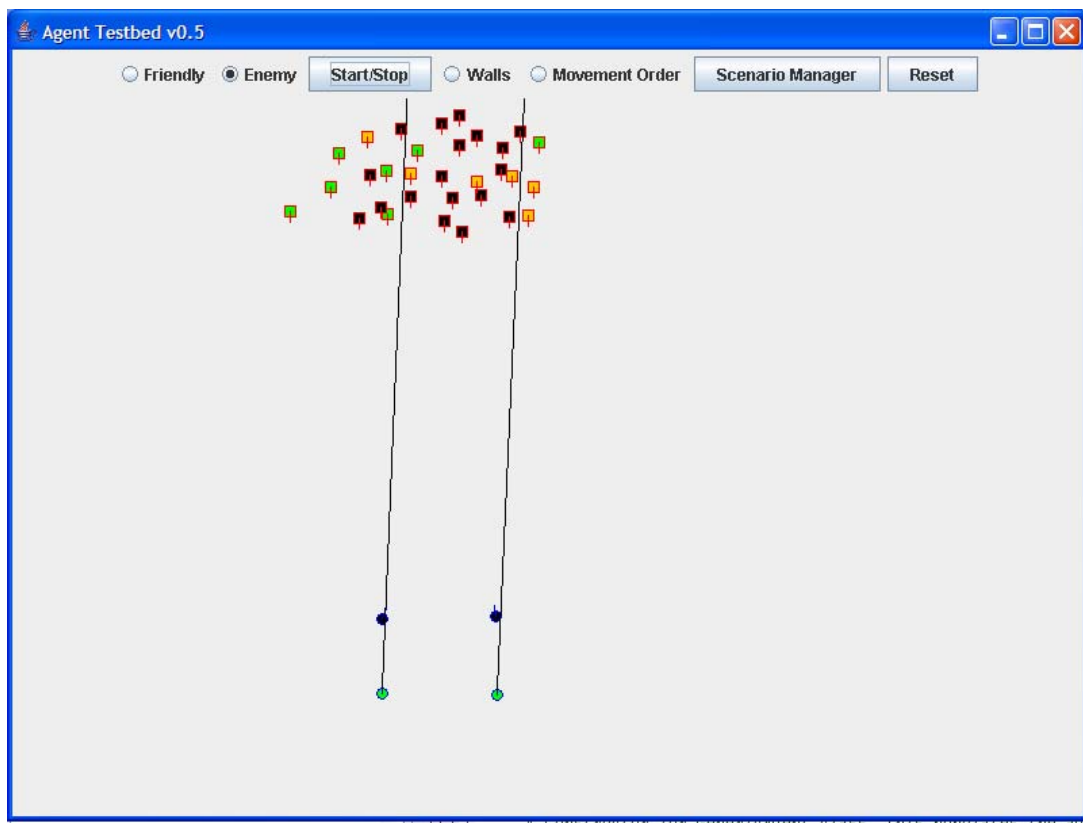 Agent Testbed v0.5
Friendly Enemy Start/Stop Walls Movement Order Scenario Manager Reset